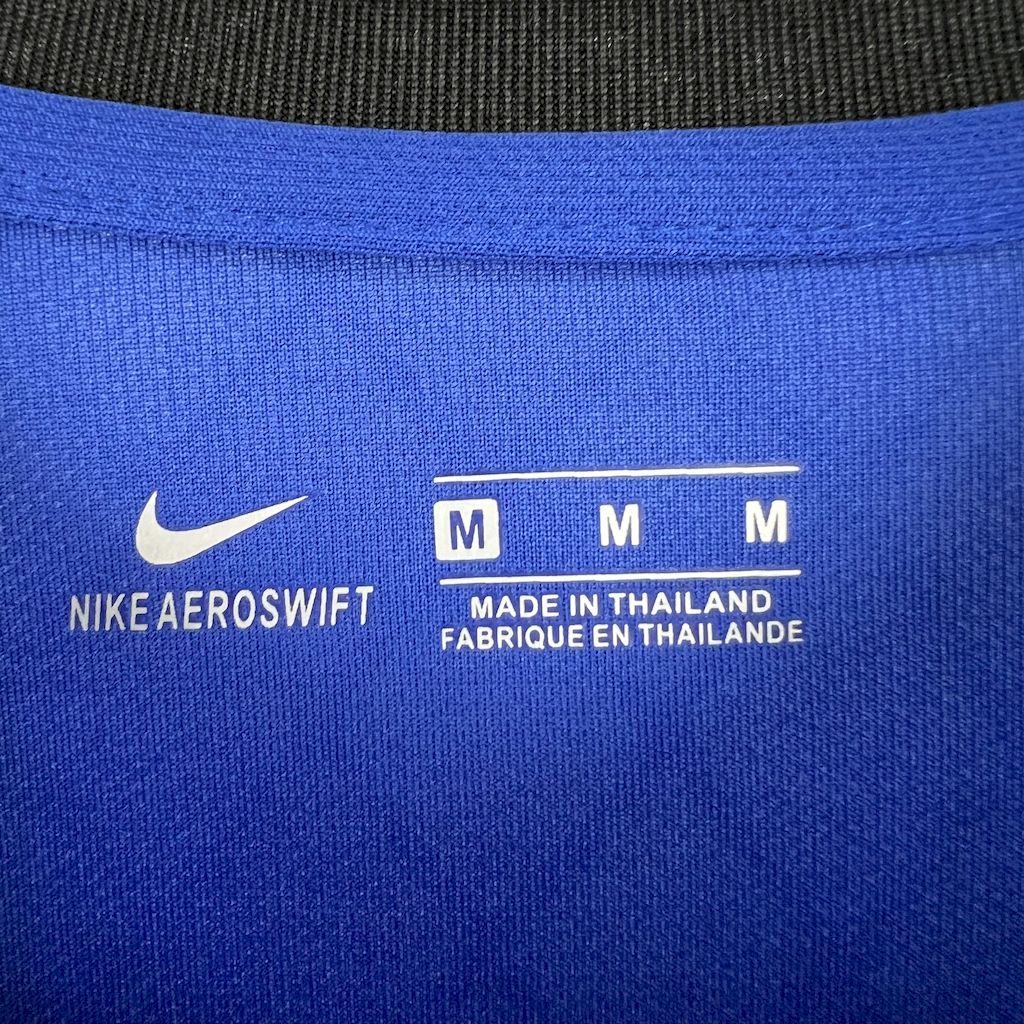 NIKE AEROSWIFT
M M M
MADE IN THAILAND
FABRIQUE EN THAILANDE